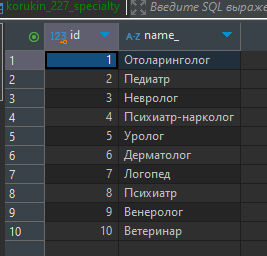 korukin_227_specialty Введите SQL выраже
123 id A-Z name_
1 1 Отоларинголог
2 2 Педиатр
3 3 Невролог
4 4 Психиатр-нарколог
5 5 Уролог
6 6 Дерматолог
7 7 Логопед
8 8 Психиатр
9 9 Венеролог
10 10 Ветеринар